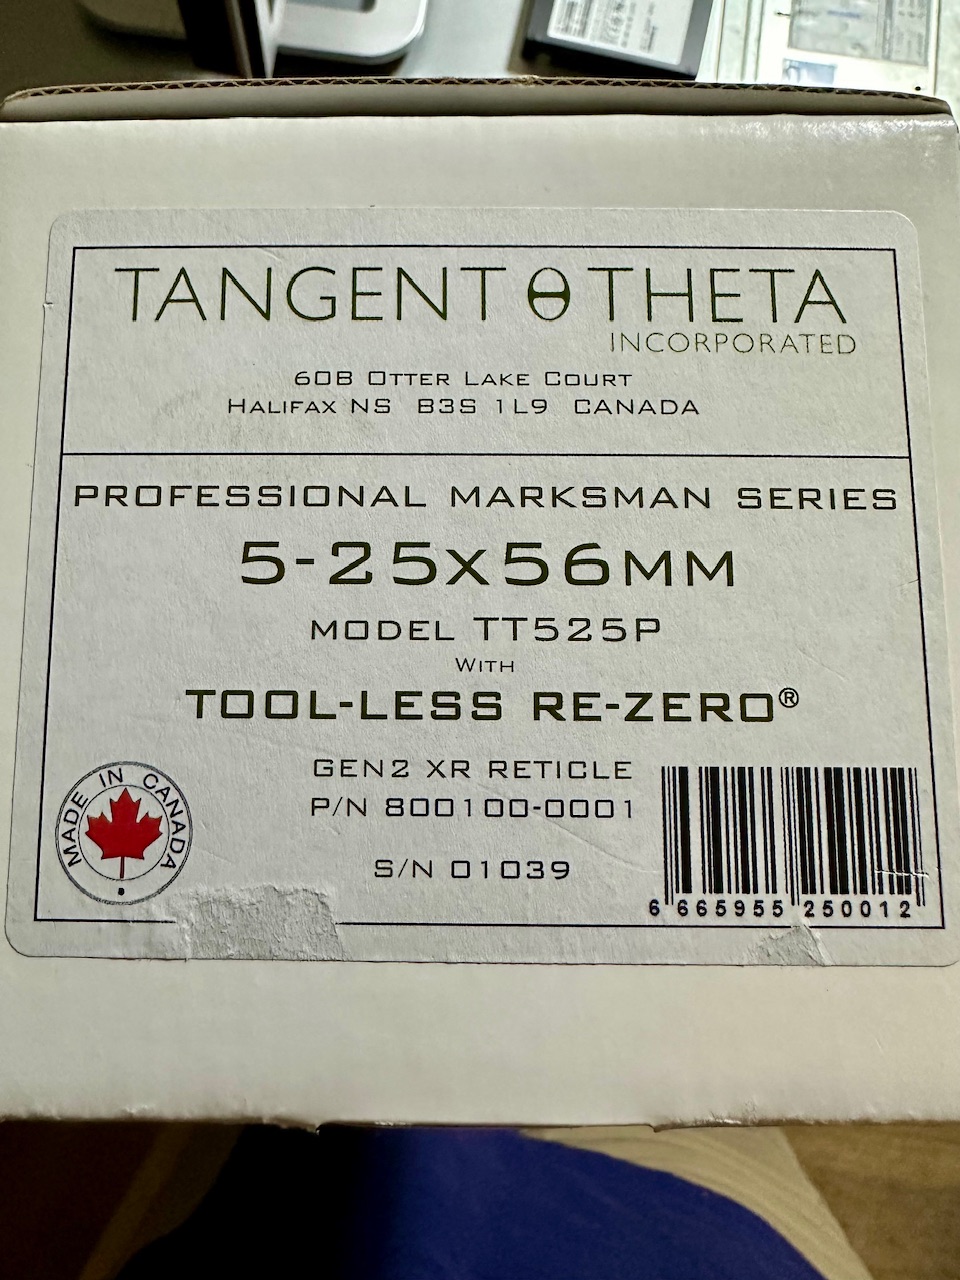 TANGENT θ THETA
INCORPORATED
60B OTTER LAKE COURT
HALIFAX NS B3S 1L9 CANADA
PROFESSIONAL MARKSMAN SERIES
5-25x56MM
MODEL TT525P
WITH
TOOL-LESS RE-ZERO®
GEN2 XR RETICLE
P/N 800100-0001
S/N 01039
MADE IN CANADA
6 665955 250012